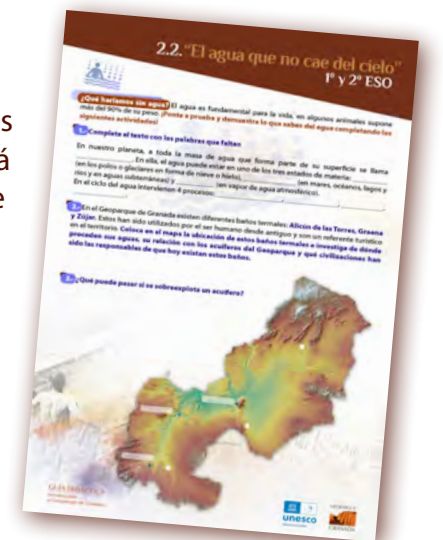 s
á
e
2.2. “El agua que no cae del cielo”
1º y 2º ESO
¿Qué haríamos sin agua? El agua es fundamental para la vida, en algunos animales supone
más del 90% de su peso. ¡Ponte a prueba y demuestra lo que sabes del agua completando las
siguientes actividades!
1.- Completa el texto con las palabras que faltan
En nuestro planeta, a toda la masa de agua que forma parte de su superficie se llama
____________. En ella, el agua puede estar en uno de los tres estados de materia:
(en los polos o glaciares en forma de nieve o hielo), ____________ (en mares, océanos, lagos y
ríos y en aguas subterráneas) y ____________ (en vapor de agua atmosférico).
En el ciclo del agua intervienen 4 procesos:
2.- En el Geoparque de Granada existen diferentes baños termales: Alicún de las Torres, Graena
y Zújar. Estos han sido utilizados por el ser humano desde antiguo y son un referente turístico
en el territorio. Coloca en el mapa la ubicación de estos baños termales e investiga de dónde
proceden sus aguas, su relación con los acuíferos del Geoparque y qué civilizaciones han
sido las responsables de que hoy existan estos baños.
3.- ¿Qué puede pasar si se sobreexplota un acuífero?
GUÍA DIDÁCTICA
unesco
GRANADA